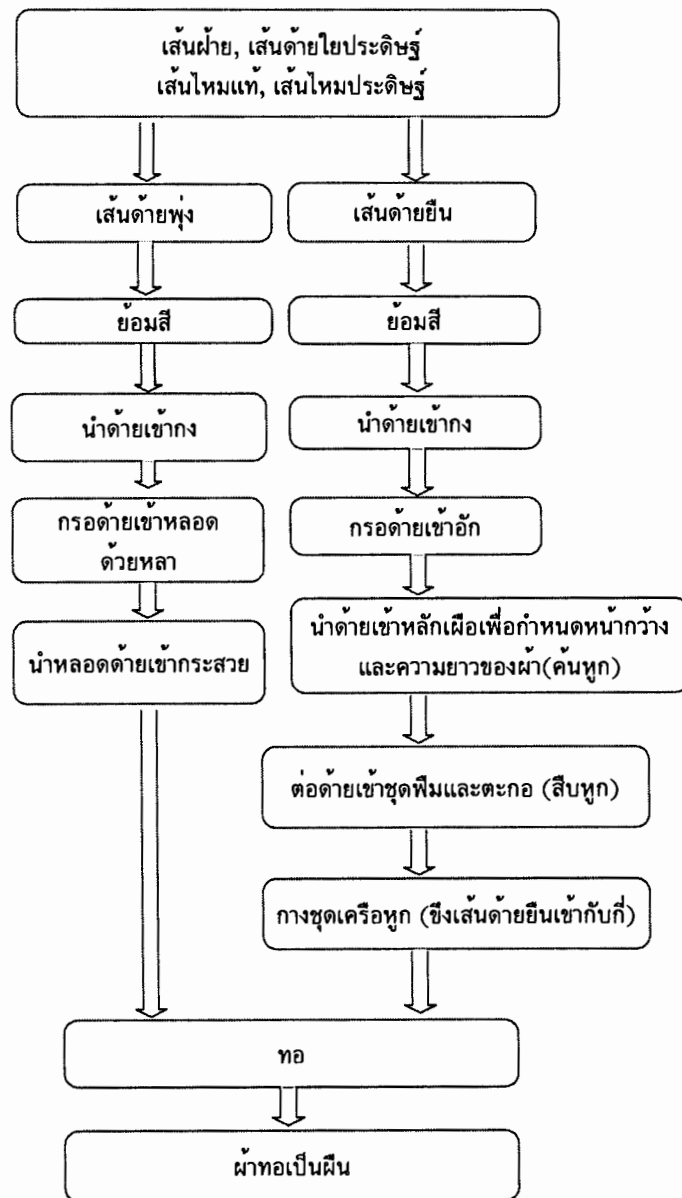 เส้นฝ้าย, เส้นด้ายใยประดิษฐ์
เส้นไหมแท้, เส้นไหมประดิษฐ์
เส้นด้ายพุ่ง
ย้อมสี
นำด้ายเข้ากง
กรอด้ายเข้าหลอด
ด้วยหลา
นำหลอดด้ายเข้ากระสวย
เส้นด้ายยืน
ย้อมสี
นำด้ายเข้ากง
กรอด้ายเข้าอัก
นำด้ายเข้าหลักเผือเพื่อกำหนดหน้ากว้าง
และความยาวของผ้า(ค้นหูก)
ต่อด้ายเข้าชุดฟืมและตะกอ (สืบหูก)
กางชุดเครือหูก (ขึงเส้นด้ายยืนเข้ากับกี่)
ทอ
ผ้าทอเป็นผืน